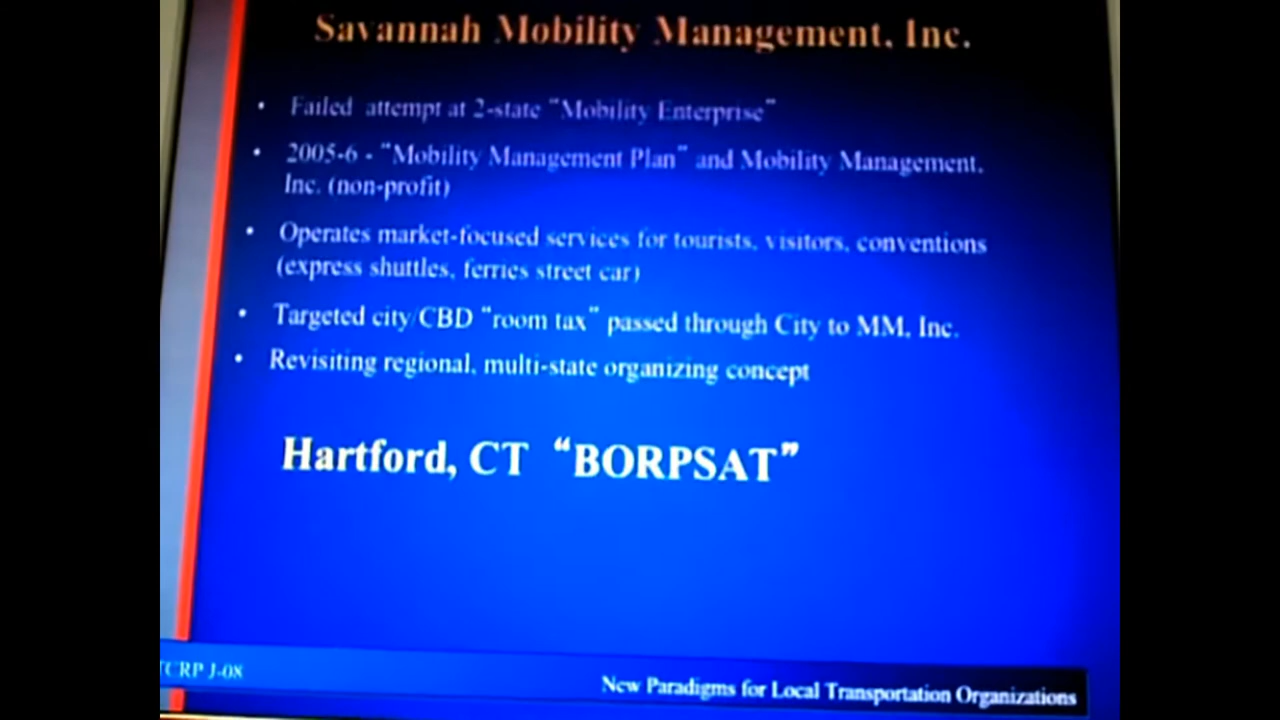 Savannah Mobility Management, Inc.
• Failed attempt at 2-state “Mobility Enterprise”
• 2005-6 - “Mobility Management Plan” and Mobility Management,
Inc. (non-profit)
• Operates market-focused services for tourists, visitors, conventions
(express shuttles, ferries street car)
• Targeted city/CBD “room tax” passed through City to MM, Inc.
• Revisiting regional, multi-state organizing concept
Hartford, CT “BORPSAT”
TCRP J-08
New Paradigms for Local Transportation Organizations